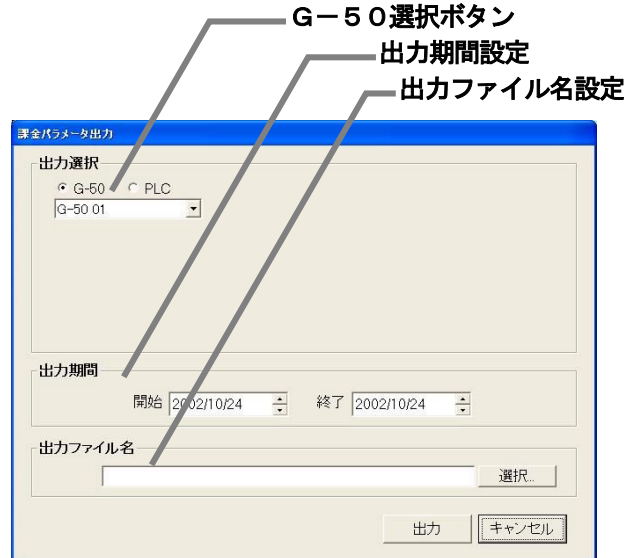 G－50選択ボタン
出力期間設定
出力ファイル名設定
課金パラメータ出力
出力選択
G-50 PLC
G-50 01
出力期間
開始 2002/10/24 終了 2002/10/24
出力ファイル名
選択...
出力 キャンセル